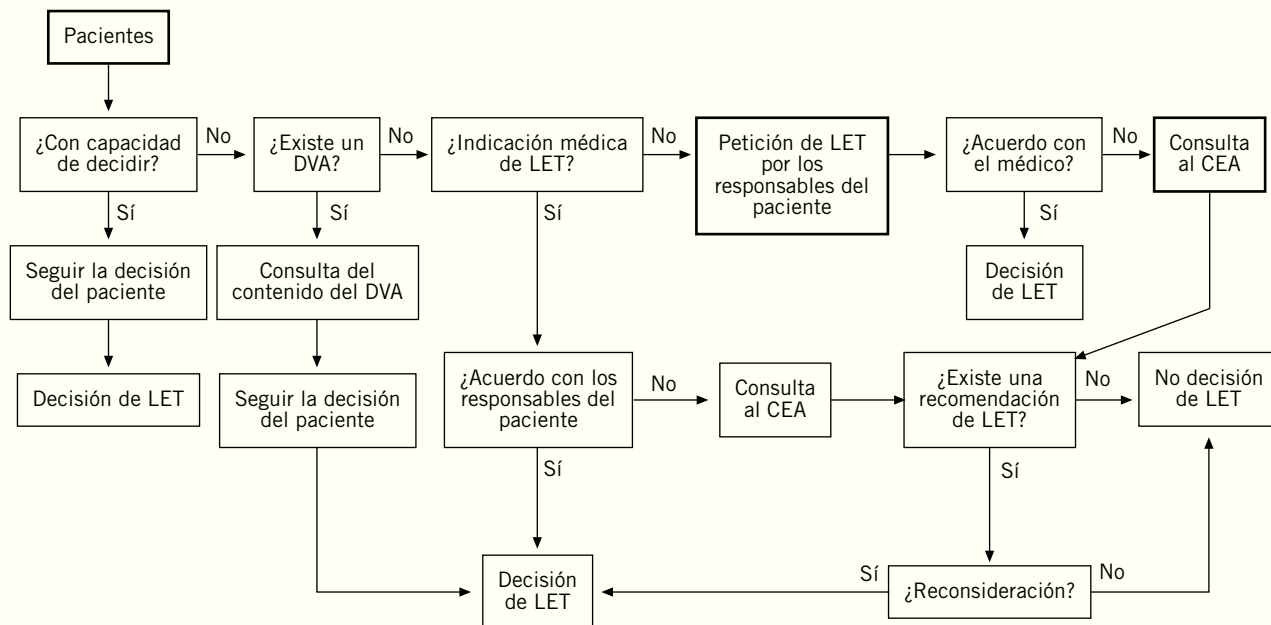 Pacientes
¿Con capacidad
de decidir?
No
¿Existe un
DVA?
No
¿Indicación médica
de LET?
No
Petición de LET
por los
responsables del
paciente
¿Acuerdo con
el médico?
No
Consulta
al CEA
Sí
Sí
Sí
Sí
Seguir la decisión
del paciente
Consulta del
contenido del DVA
Decisión
de LET
Decisión de LET
Seguir la decisión
del paciente
¿Acuerdo con los
responsables del
paciente
No
Consulta
al CEA
¿Existe una
recomendación
de LET?
No
No decisión
de LET
Sí
Sí
Decisión
de LET
Sí
¿Reconsideración?
No